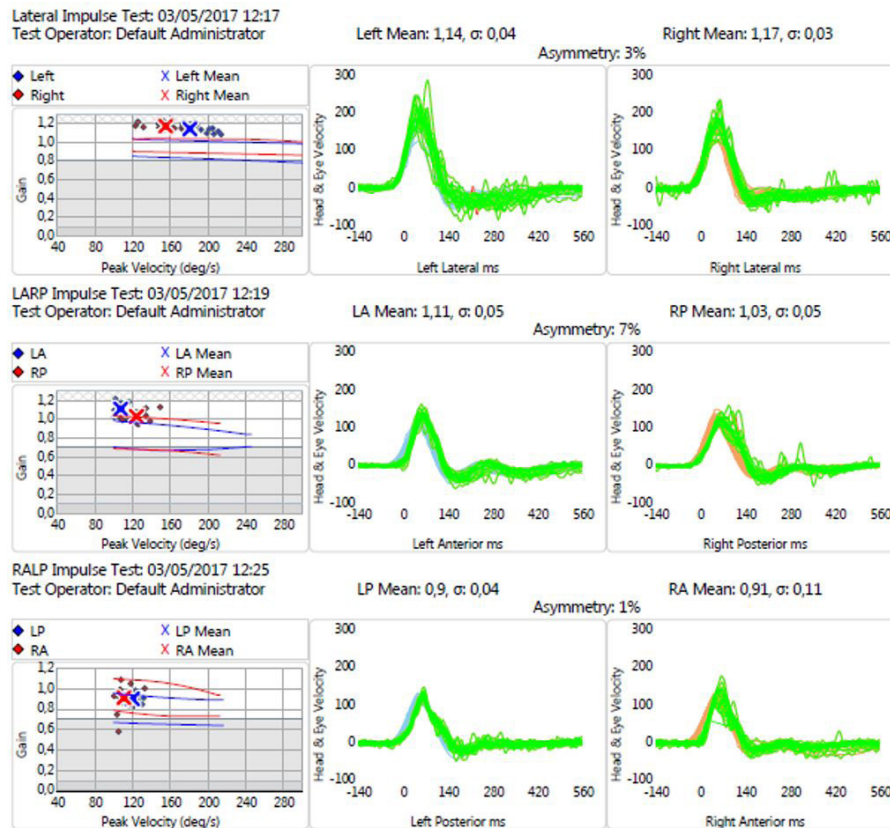 Lateral Impulse Test: 03/05/2017 12:17
Test Operator: Default Administrator
Left Mean: 1,14, σ: 0,04
Right Mean: 1,17, σ: 0,03
Asymmetry: 3%
Left
Left Mean
Right
Right Mean
1,2
1,0
0,8
0,6
0,4
0,2
0,0
Gain
40 120 200 280
Peak Velocity (deg/s)
Head & Eye Velocity
300
200
100
0
-100
-140 0 140 280 420 560
Left Lateral ms
Head & Eye Velocity
300
200
100
0
-100
-140 0 140 280 420 560
Right Lateral ms
LARP Impulse Test: 03/05/2017 12:19
Test Operator: Default Administrator
LA Mean: 1,11, σ: 0,05
RP Mean: 1,03, σ: 0,05
Asymmetry: 7%
LA
LA Mean
RP
RP Mean
1,2
1,0
0,8
0,6
0,4
0,2
0,0
Gain
40 120 200 280
Peak Velocity (deg/s)
Head & Eye Velocity
300
200
100
0
-100
-140 0 140 280 420 560
Left Anterior ms
Head & Eye Velocity
300
200
100
0
-100
-140 0 140 280 420 560
Right Posterior ms
RALP Impulse Test: 03/05/2017 12:25
Test Operator: Default Administrator
LP Mean: 0,9, σ: 0,04
RA Mean: 0,91, σ: 0,11
Asymmetry: 1%
LP
LP Mean
RA
RA Mean
1,2
1,0
0,8
0,6
0,4
0,2
0,0
Gain
40 120 200 280
Peak Velocity (deg/s)
Head & Eye Velocity
300
200
100
0
-100
-140 0 140 280 420 560
Left Posterior ms
Head & Eye Velocity
300
200
100
0
-100
-140 0 140 280 420 560
Right Anterior ms